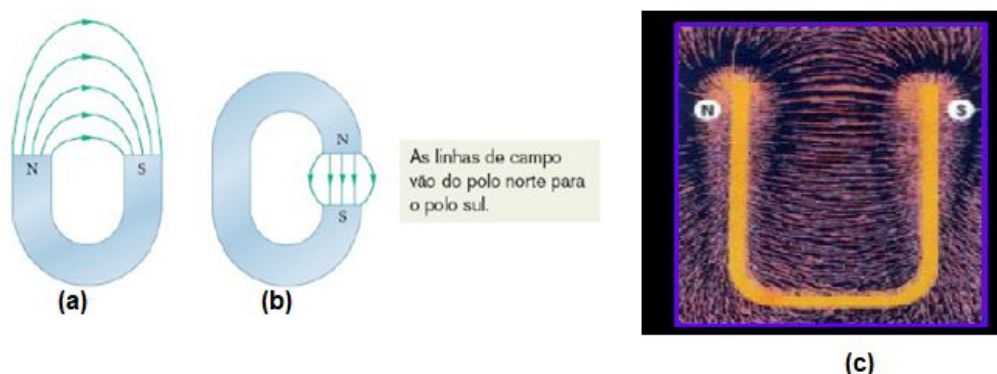 N
S
(a)
N
S
(b)
As linhas de campo
vão do polo norte para
o polo sul.
N
S
(c)